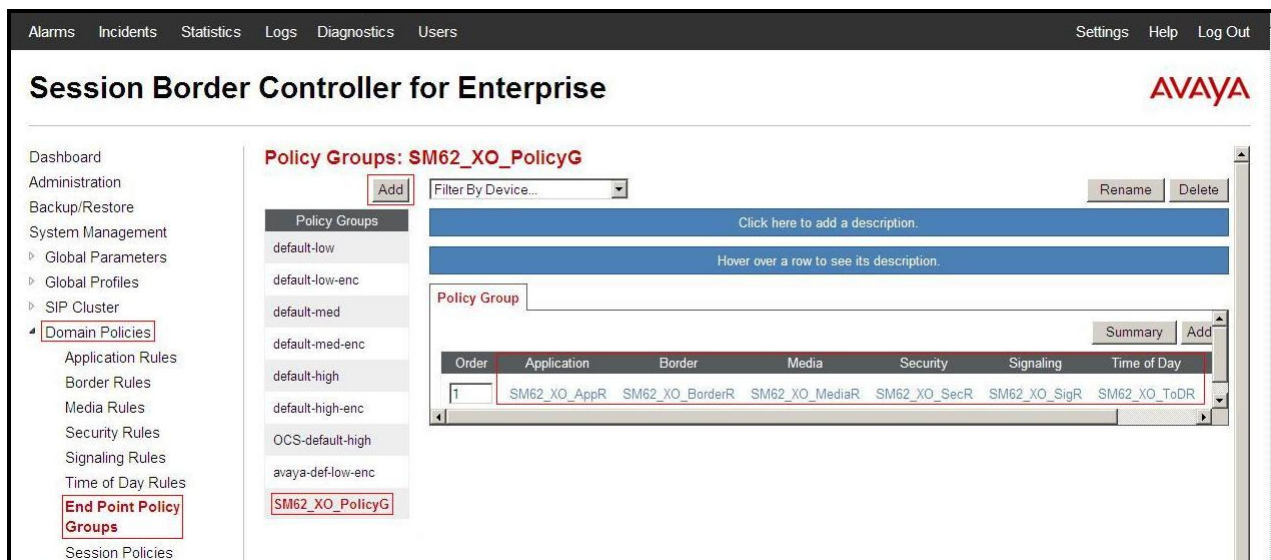 Alarms Incidents Statistics Logs Diagnostics Users Settings Help Log Out
Session Border Controller for Enterprise
AVAYA
Dashboard
Administration
Backup/Restore
System Management
Global Parameters
Global Profiles
SIP Cluster
Domain Policies
Application Rules
Border Rules
Media Rules
Security Rules
Signaling Rules
Time of Day Rules
End Point Policy
Groups
Session Policies
Policy Groups: SM62_XO_PolicyG
Add
Filter By Device...
Rename Delete
Policy Groups
default-low
default-low-enc
default-med
default-med-enc
default-high
default-high-enc
OCS-default-high
avaya-def-low-enc
SM62_XO_PolicyG
Click here to add a description.
Hover over a row to see its description.
Policy Group
Summary Add
Order Application Border Media Security Signaling Time of Day
1 SM62_XO_AppR SM62_XO_BorderR SM62_XO_MediaR SM62_XO_SecR SM62_XO_SigR SM62_XO_ToDR